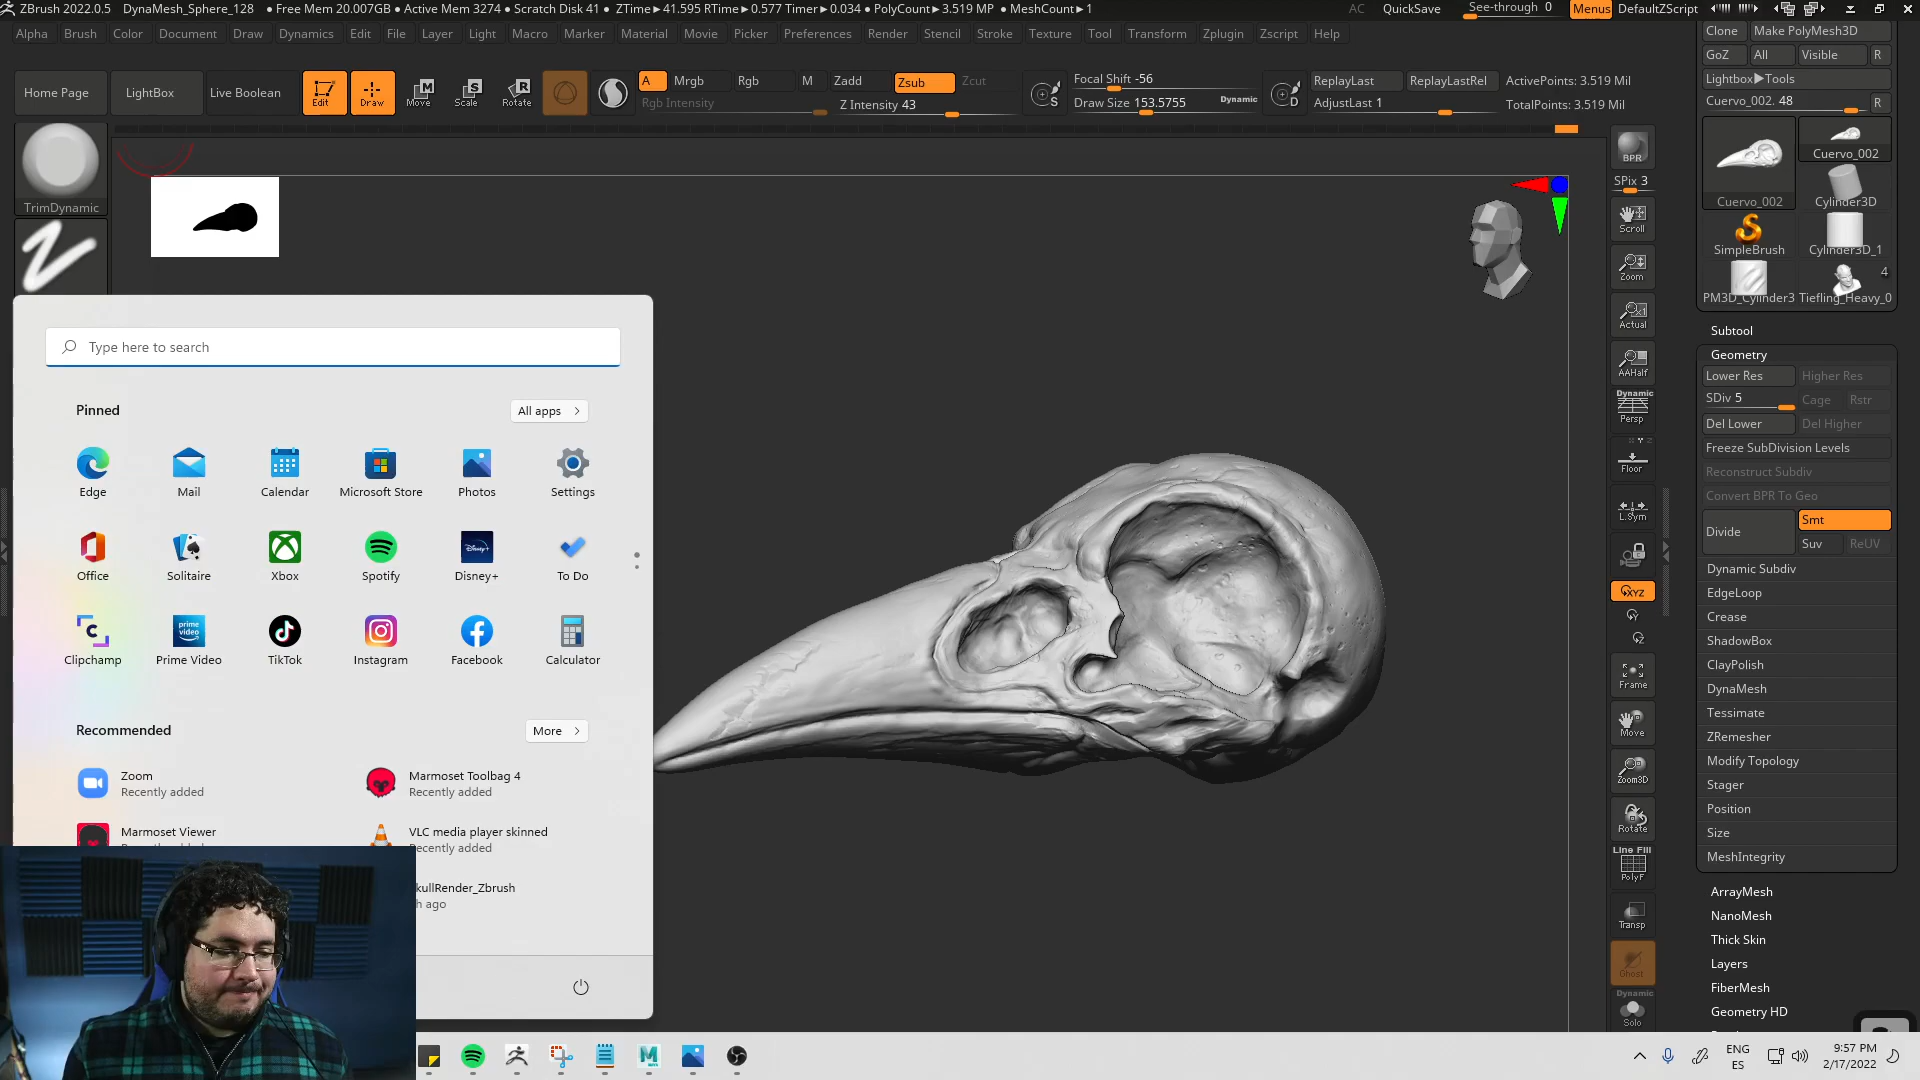 ZBrush 2022.0.5 DynaMesh_Sphere_128 • Free Mem 20.007GB • Active Mem 3274 • Scratch Disk 41 • ZTime►41.595 RTime►0.577 Timer►0.034 • PolyCount►3.519 MP • MeshCount►1
AC QuickSave See-through 0 Menus DefaultZScript
Alpha Brush Color Document Draw Dynamics Edit File Layer Light Macro Marker Material Movie Picker Preferences Render Stencil Stroke Texture Tool Transform Zplugin Zscript Help
Clone Make PolyMesh3D
GoZ All Visible R
Lightbox►Tools
Cuervo_002. 48 R
Home Page LightBox Live Boolean Edit Draw Move Scale Rotate
A Mrgb Rgb M Zadd Zsub Zcut
Rgb Intensity Z Intensity 43
S Focal Shift -56
Draw Size 153.5755 Dynamic
D ReplayLast ReplayLastRel
AdjustLast 1
ActivePoints: 3.519 Mil
TotalPoints: 3.519 Mil
TrimDynamic
Type here to search
Pinned All apps >
Edge Mail Calendar Microsoft Store Photos Settings
Office Solitaire Xbox Spotify Disney+ To Do
Clipchamp Prime Video TikTok Instagram Facebook Calculator
Recommended More >
Zoom
Recently added
Marmoset Toolbag 4
Recently added
Marmoset Viewer
VLC media player skinned
Recently added
kullRender_Zbrush
h ago
BPR
SPix 3
Scroll
Zoom
Actual
AAHalf
Dynamic
Persp
Floor
L.Sym
XYZ
Frame
Move
Zoom3D
Rotate
Line Fill
PolyF
Transp
Ghost
Dynamic
Solo
Cuervo_002
Cuervo_002 Cylinder3D
SimpleBrush Cylinder3D_1
4
PM3D_Cylinder3 Tiefling_Heavy_0
Subtool
Geometry
Lower Res Higher Res
SDiv 5 Cage Rstr
Del Lower Del Higher
Freeze SubDivision Levels
Reconstruct Subdiv
Convert BPR To Geo
Divide Smt
Suv ReUV
Dynamic Subdiv
EdgeLoop
Crease
ShadowBox
ClayPolish
DynaMesh
Tessimate
ZRemesher
Modify Topology
Stager
Position
Size
MeshIntegrity
ArrayMesh
NanoMesh
Thick Skin
Layers
FiberMesh
Geometry HD
ENG
ES
9:57 PM
2/17/2022